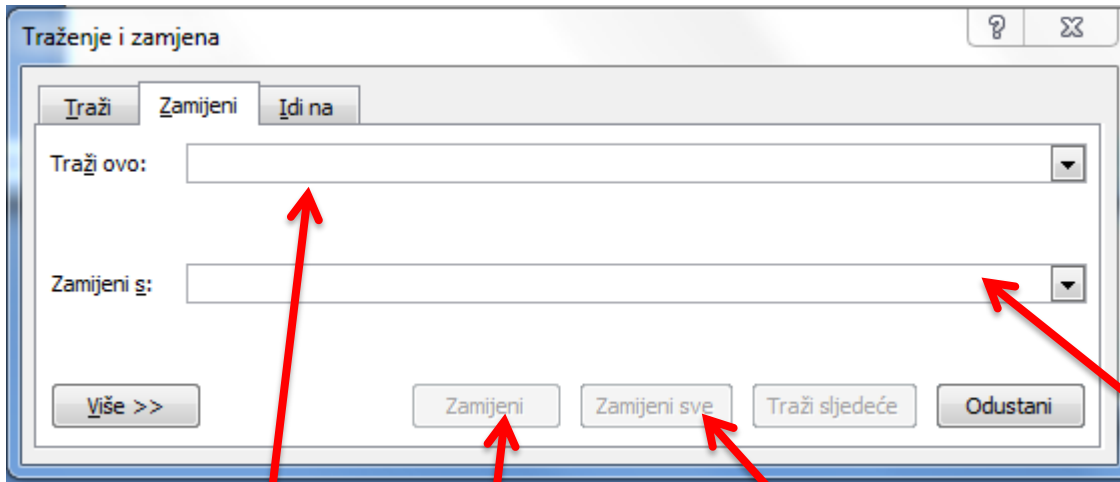 Traženje i zamjena
Traži Zamijeni Idi na
Traži ovo:
Zamijeni s:
Više >> Zamijeni Zamijeni sve Traži sljedeće Odustani